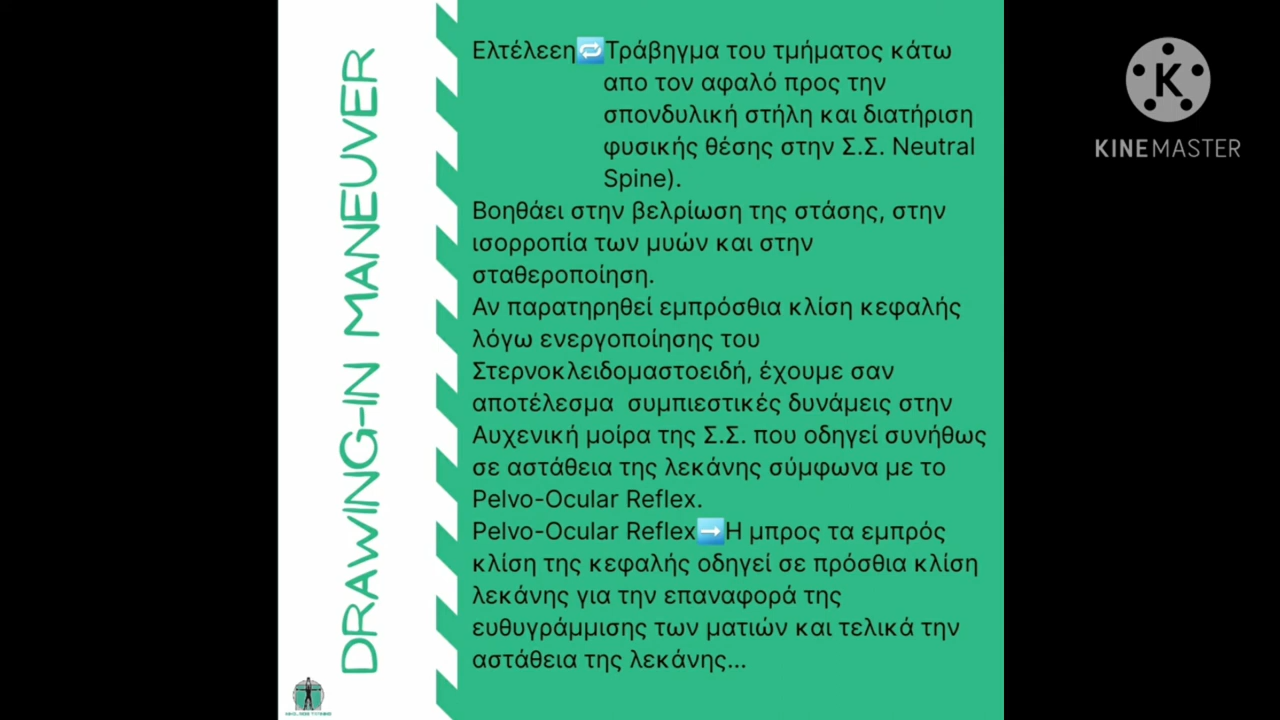 DRAWING-IN MANEUVER
Ελτέλεεη🔁Τράβηγμα του τμήματος κάτω
απο τον αφαλό προς την
σπονδυλική στήλη και διατήριση
φυσικής θέσης στην Σ.Σ. Neutral
Spine).
Βοηθάει στην βελρίωση της στάσης, στην
ισορροπία των μυών και στην
σταθεροποίηση.
Αν παρατηρηθεί εμπρόσθια κλίση κεφαλής
λόγω ενεργοποίησης του
Στερνοκλειδομαστοειδή, έχουμε σαν
αποτέλεσμα  συμπιεστικές δυνάμεις στην
Αυχενική μοίρα της Σ.Σ. που οδηγεί συνήθως
σε αστάθεια της λεκάνης σύμφωνα με το
Pelvo-Ocular Reflex.
Pelvo-Ocular Reflex➡️Η μπρος τα εμπρός
κλίση της κεφαλής οδηγεί σε πρόσθια κλίση
λεκάνης για την επαναφορά της
ευθυγράμμισης των ματιών και τελικά την
αστάθεια της λεκάνης...
K
KINEMASTER